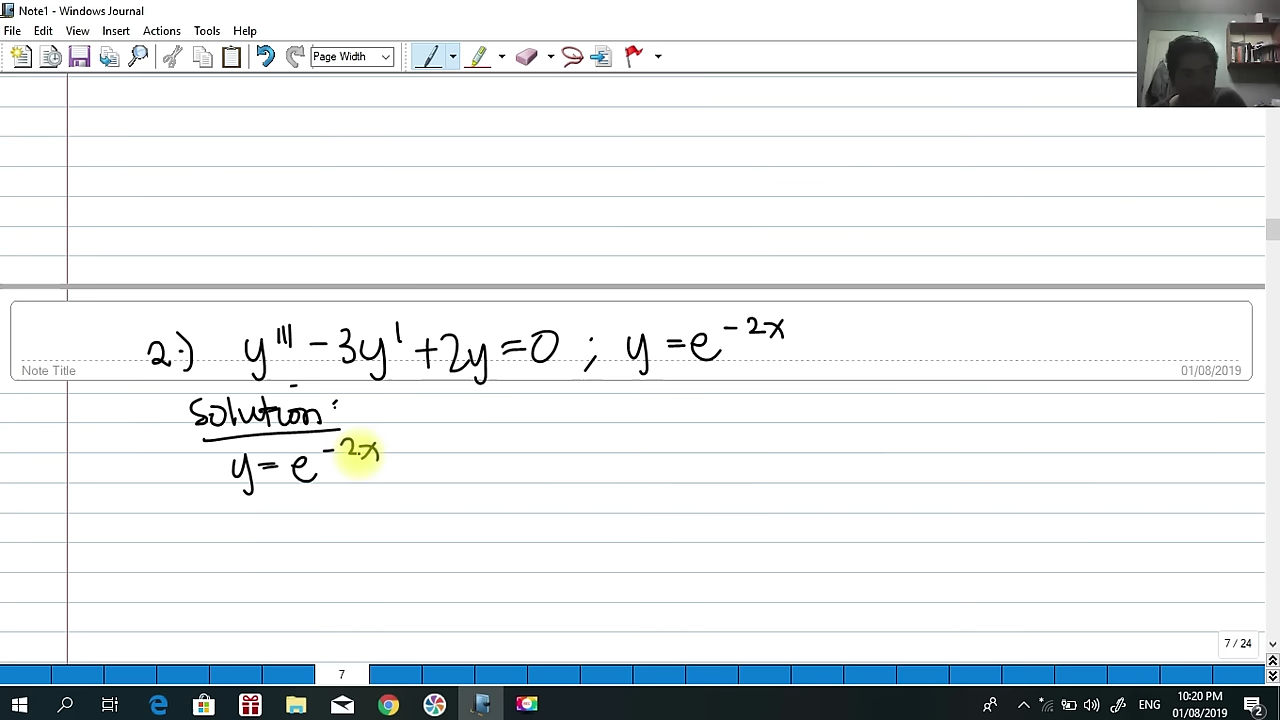 Note1 - Windows Journal
File Edit View Insert Actions Tools Help
Page Width
2.) y''' - 3y' + 2y = 0 ; y = e^{-2x}
Note Title
01/08/2019
Solution:
y = e^{-2x}
7 / 24
7
ENG
10:20 PM
01/08/2019
2